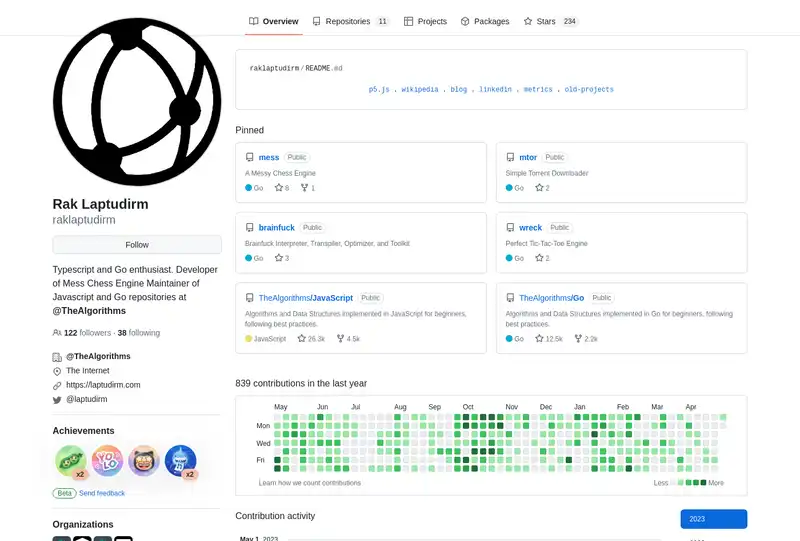 Overview Repositories 11 Projects Packages Stars 234
raklaptudirm/README.md
p5.js . wikipedia . blog . linkedin . metrics . old-projects
Pinned
mess Public
A Messy Chess Engine
Go 8 1
mtor Public
Simple Torrent Downloader
Go 2
brainfuck Public
Brainfuck Interpreter, Transpiler, Optimizer, and Toolkit
Go 3
wreck Public
Perfect Tic-Tac-Toe Engine
Go 2
TheAlgorithms/JavaScript Public
Algorithms and Data Structures implemented in JavaScript for beginners,
following best practices.
JavaScript 26.3k 4.5k
TheAlgorithms/Go Public
Algorithms and Data Structures implemented in Go for beginners, following
best practices.
Go 12.5k 2.2k
Rak Laptudirm
raklaptudirm
Follow
Typescript and Go enthusiast. Developer
of Mess Chess Engine Maintainer of
Javascript and Go repositories at
@TheAlgorithms
122 followers · 38 following
@TheAlgorithms
The Internet
https://laptudirm.com
@laptudirm
Achievements
YOLO
x2 x2
Beta Send feedback
Organizations
839 contributions in the last year
May Jun Jul Aug Sep Oct Nov Dec Jan Feb Mar Apr
Mon
Wed
Fri
Learn how we count contributions Less More
Contribution activity
2023
May 1, 2023